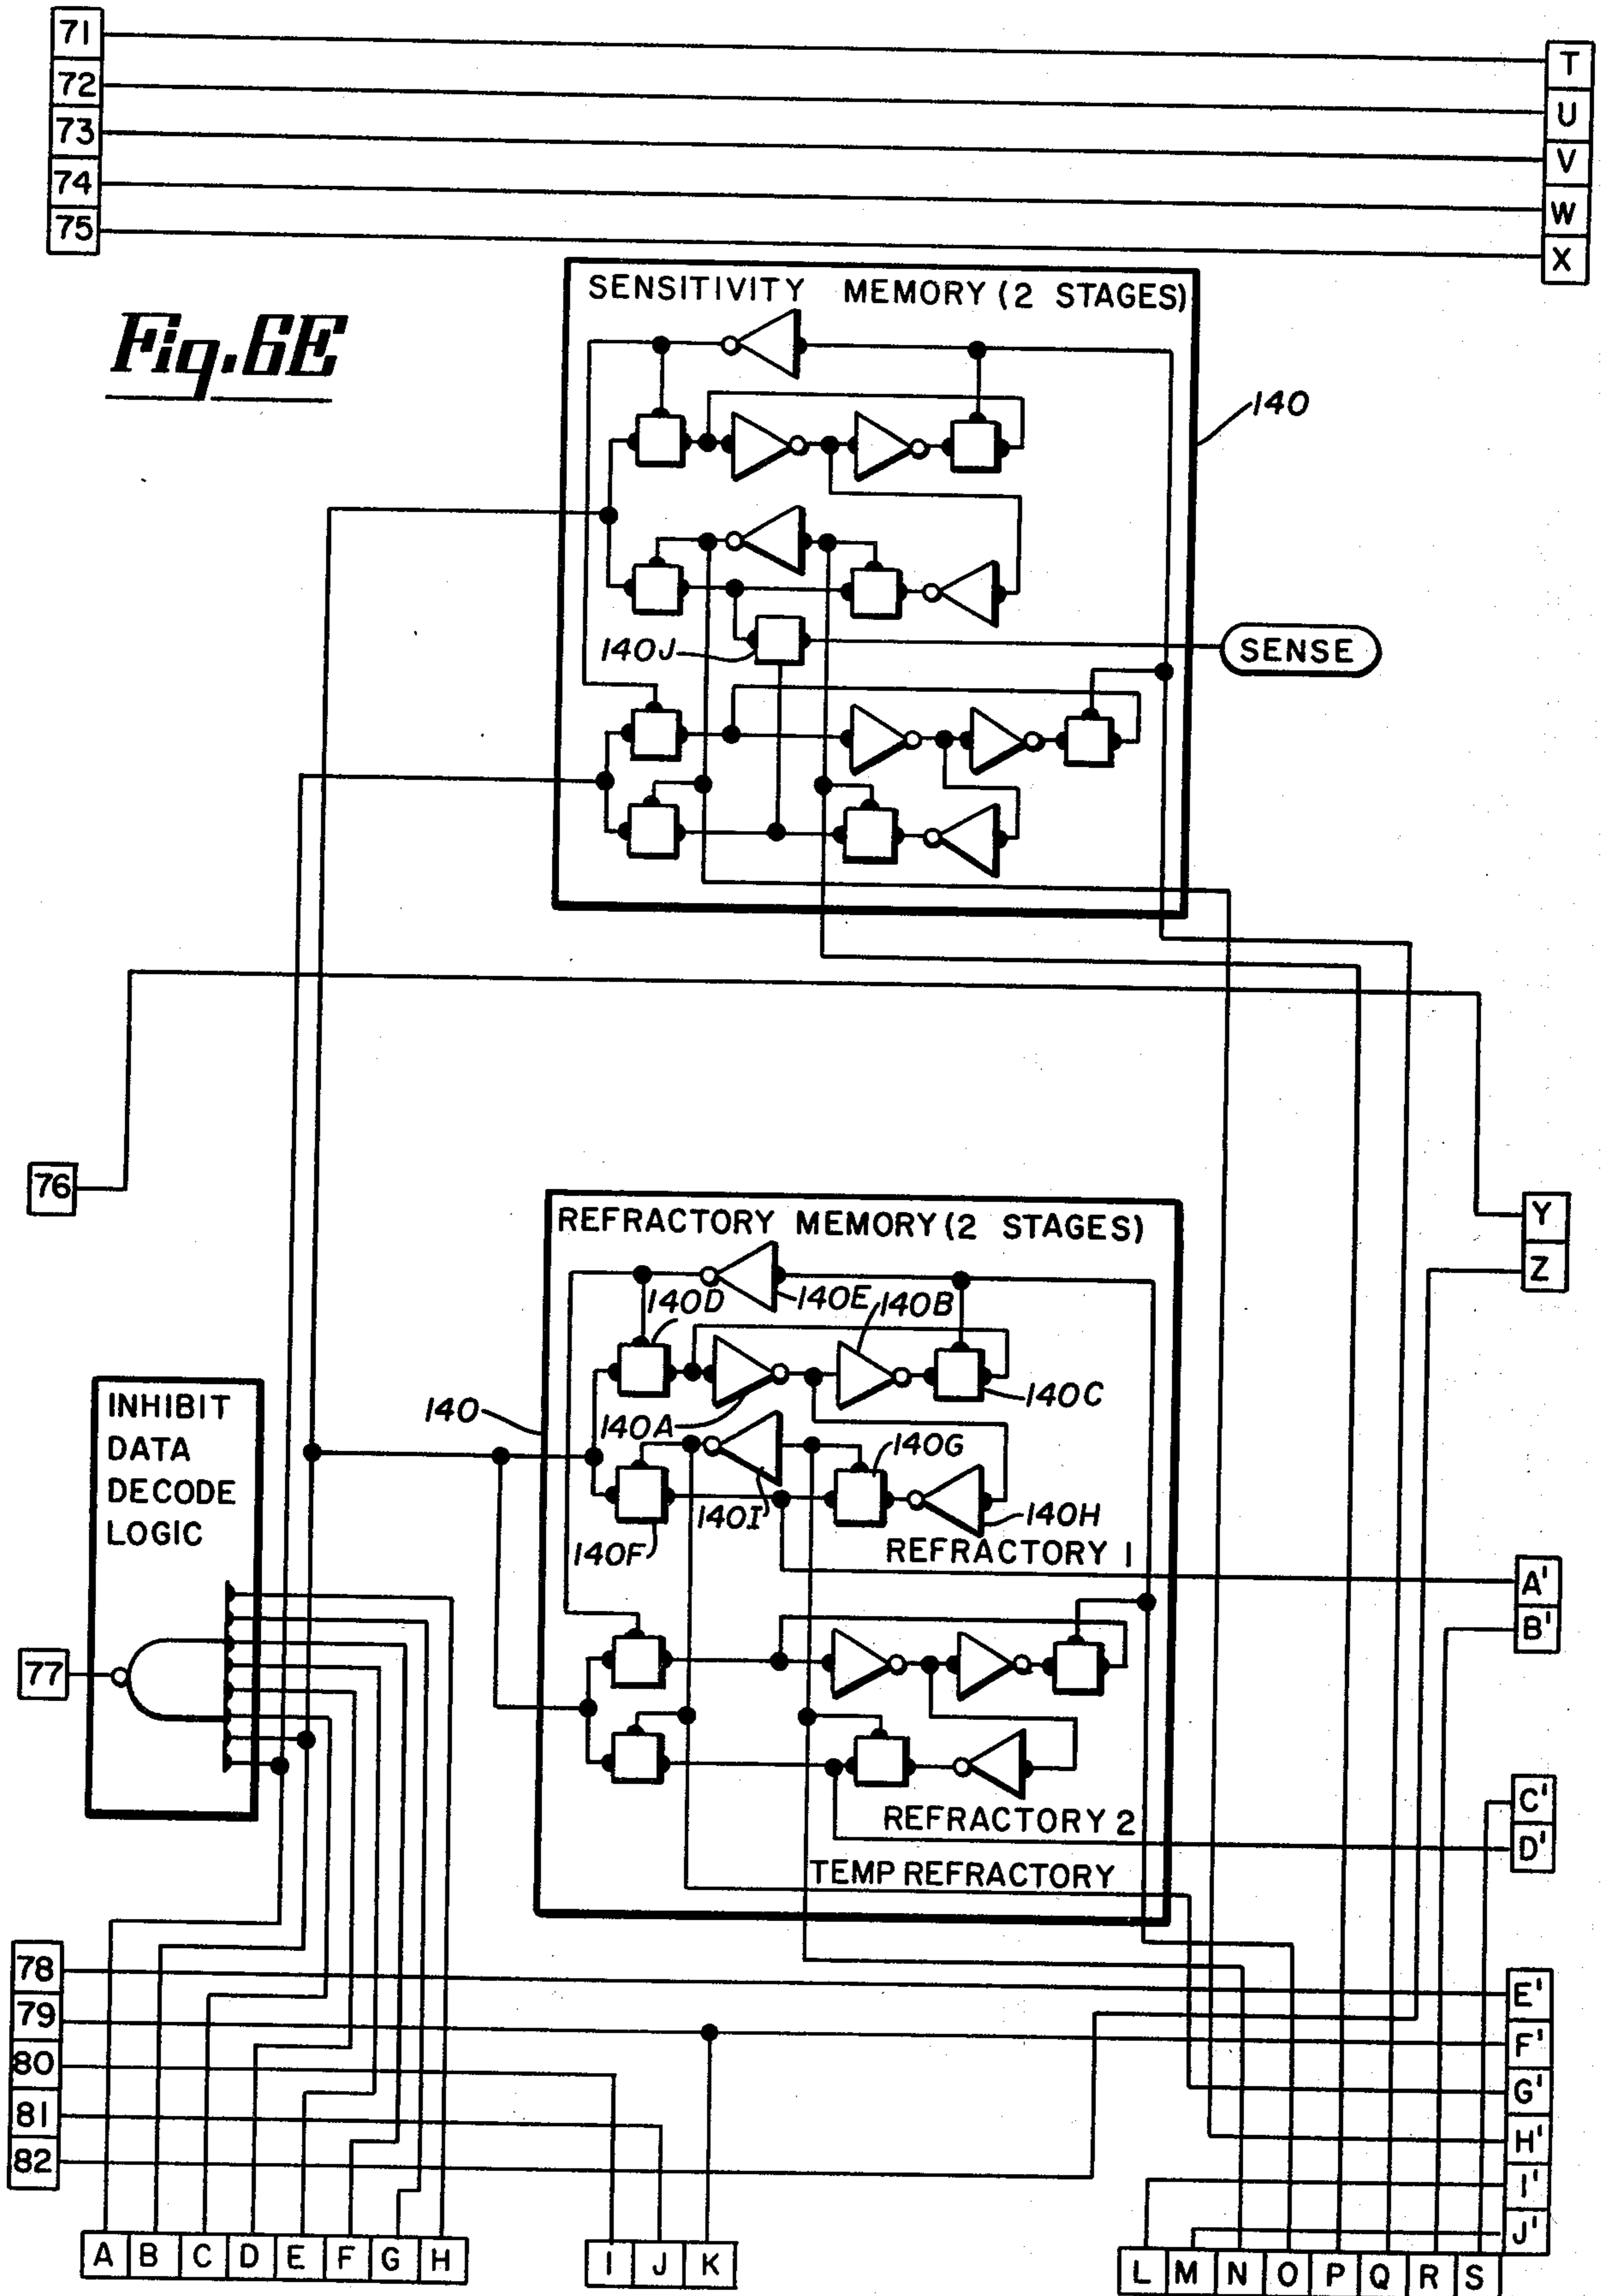 71
T
72
U
73
V
74
W
75
X
Fig.6E
SENSITIVITY MEMORY (2 STAGES)
140
140J
SENSE
76
Y
Z
REFRACTORY MEMORY (2 STAGES)
140D
140E
140B
140C
140
140A
140G
140I
140H
140F
REFRACTORY 1
INHIBIT
DATA
DECODE
LOGIC
77
A'
B'
C'
D'
REFRACTORY 2
TEMP REFRACTORY
78
79
80
81
82
E'
F'
G'
H'
I'
J'
A B C D E F G H
I J K
L M N O P Q R S